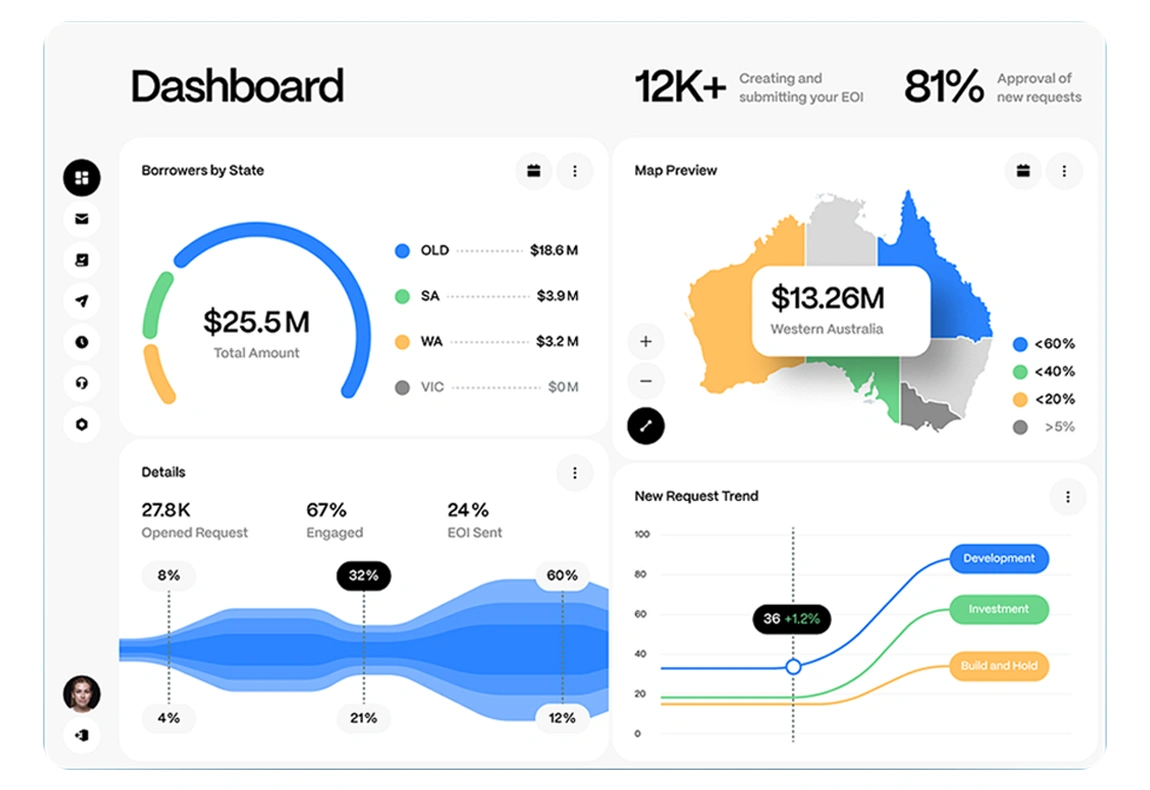 Dashboard
12K+
Creating and
submitting your EOI
81%
Approval of
new requests
Borrowers by State
$25.5 M
Total Amount
OLD $18.6 M
SA $3.9 M
WA $3.2 M
VIC $0 M
Map Preview
$13.26M
Western Australia
+
−
<60%
<40%
<20%
>5%
Details
27.8 K
Opened Request
67%
Engaged
24 %
EOI Sent
8%
32%
60%
4%
21%
12%
New Request Trend
100
80
60
40
20
0
36 +1.2%
Development
Investment
Build and Hold